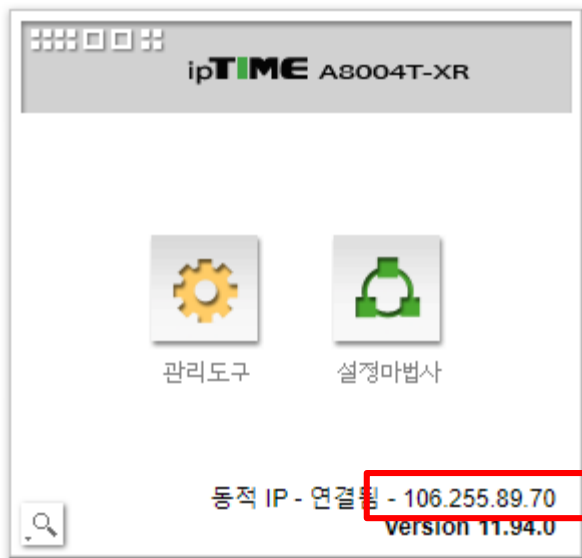 ipTIME A8004T-XR
관리도구 설정마법사
동적 IP - 연결됨 - 106.255.89.70
Version 11.94.0